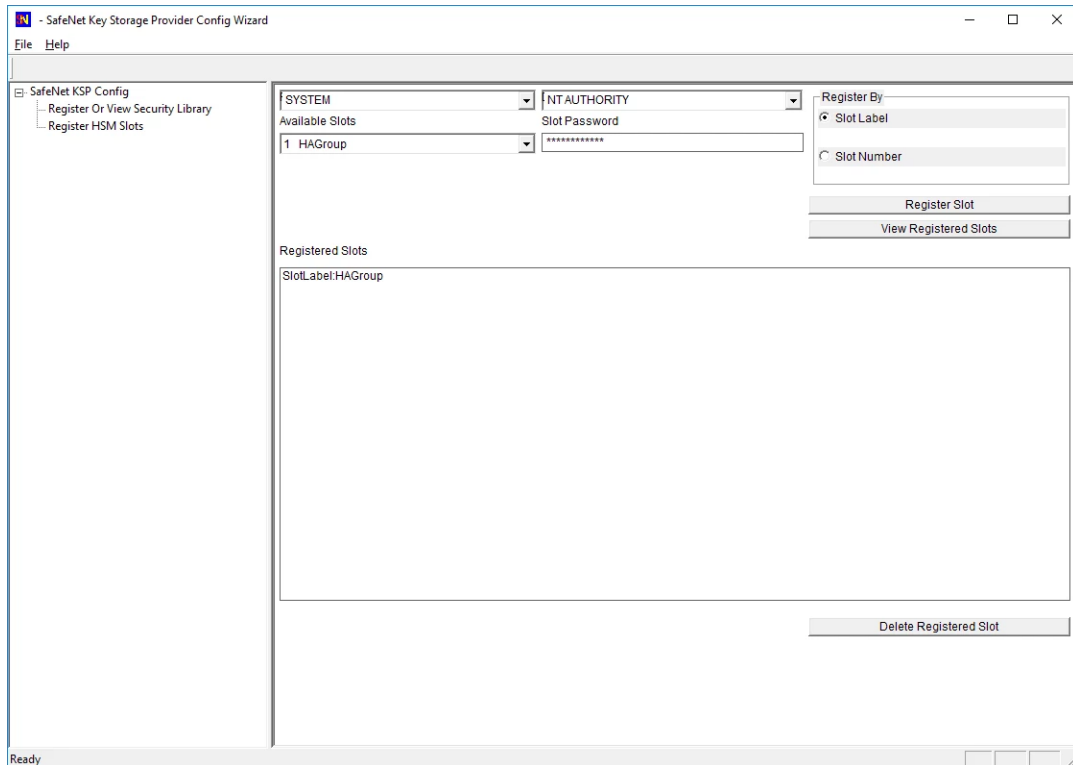 - SafeNet Key Storage Provider Config Wizard
File Help
SafeNet KSP Config
Register Or View Security Library
Register HSM Slots
SYSTEM NT AUTHORITY
Available Slots Slot Password
1 HAGroup ************
Register By
Slot Label
Slot Number
Register Slot
View Registered Slots
Registered Slots
SlotLabel:HAGroup
Delete Registered Slot
Ready